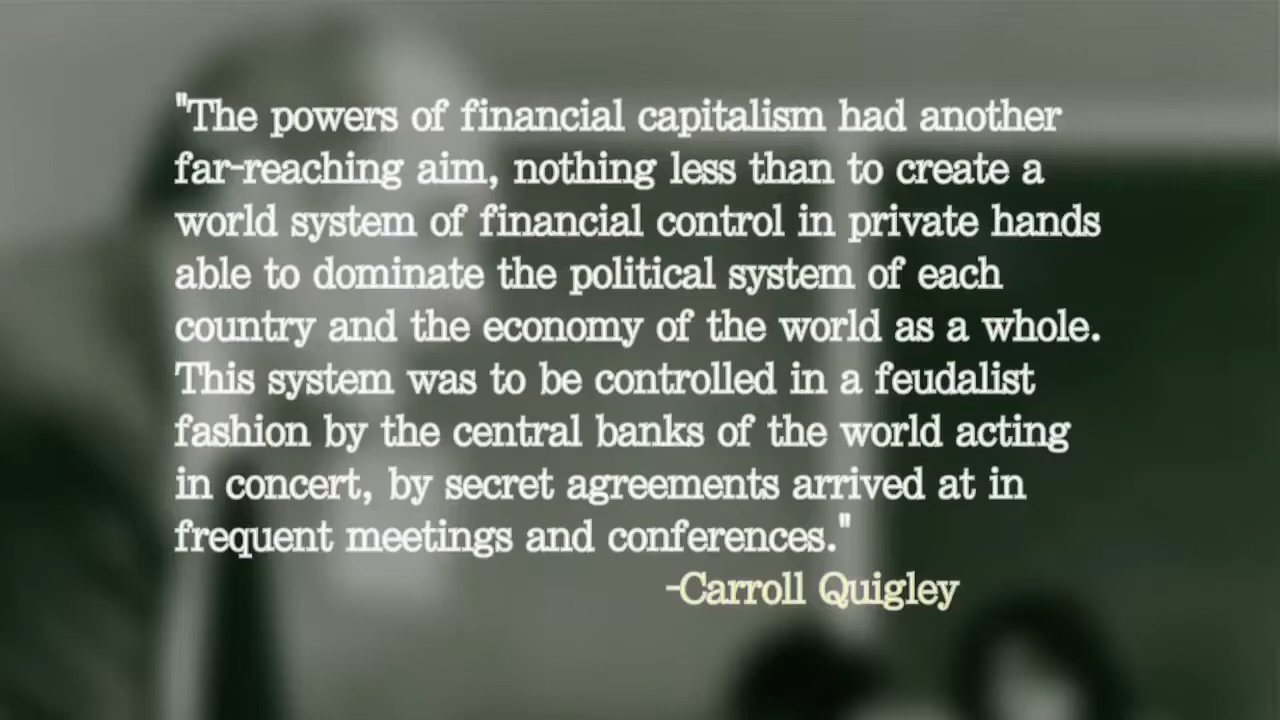 "The powers of financial capitalism had another
far-reaching aim, nothing less than to create a
world system of financial control in private hands
able to dominate the political system of each
country and the economy of the world as a whole.
This system was to be controlled in a feudalist
fashion by the central banks of the world acting
in concert, by secret agreements arrived at in
frequent meetings and conferences."
-Carroll Quigley